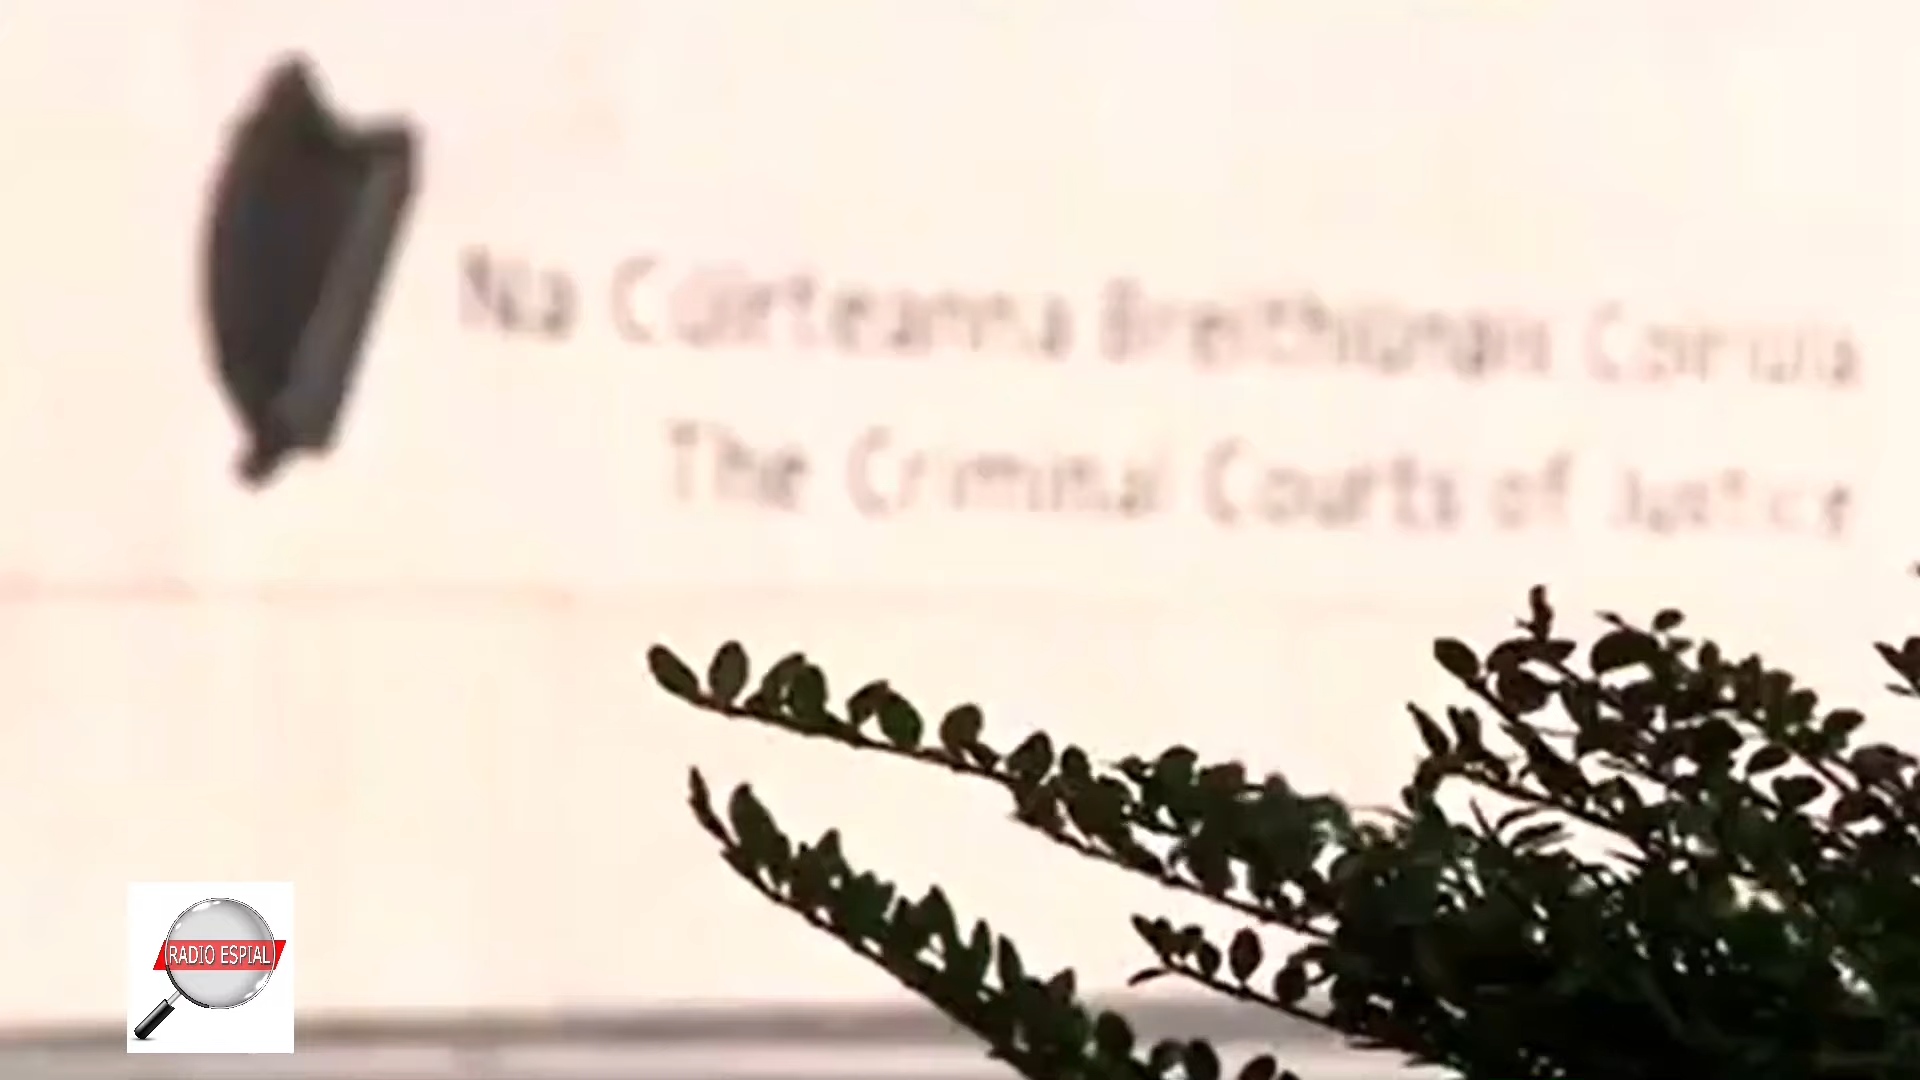 Na Cúirteanna Breithiúnais Coiriúla
The Criminal Courts of Justice
RADIO ESPIAL